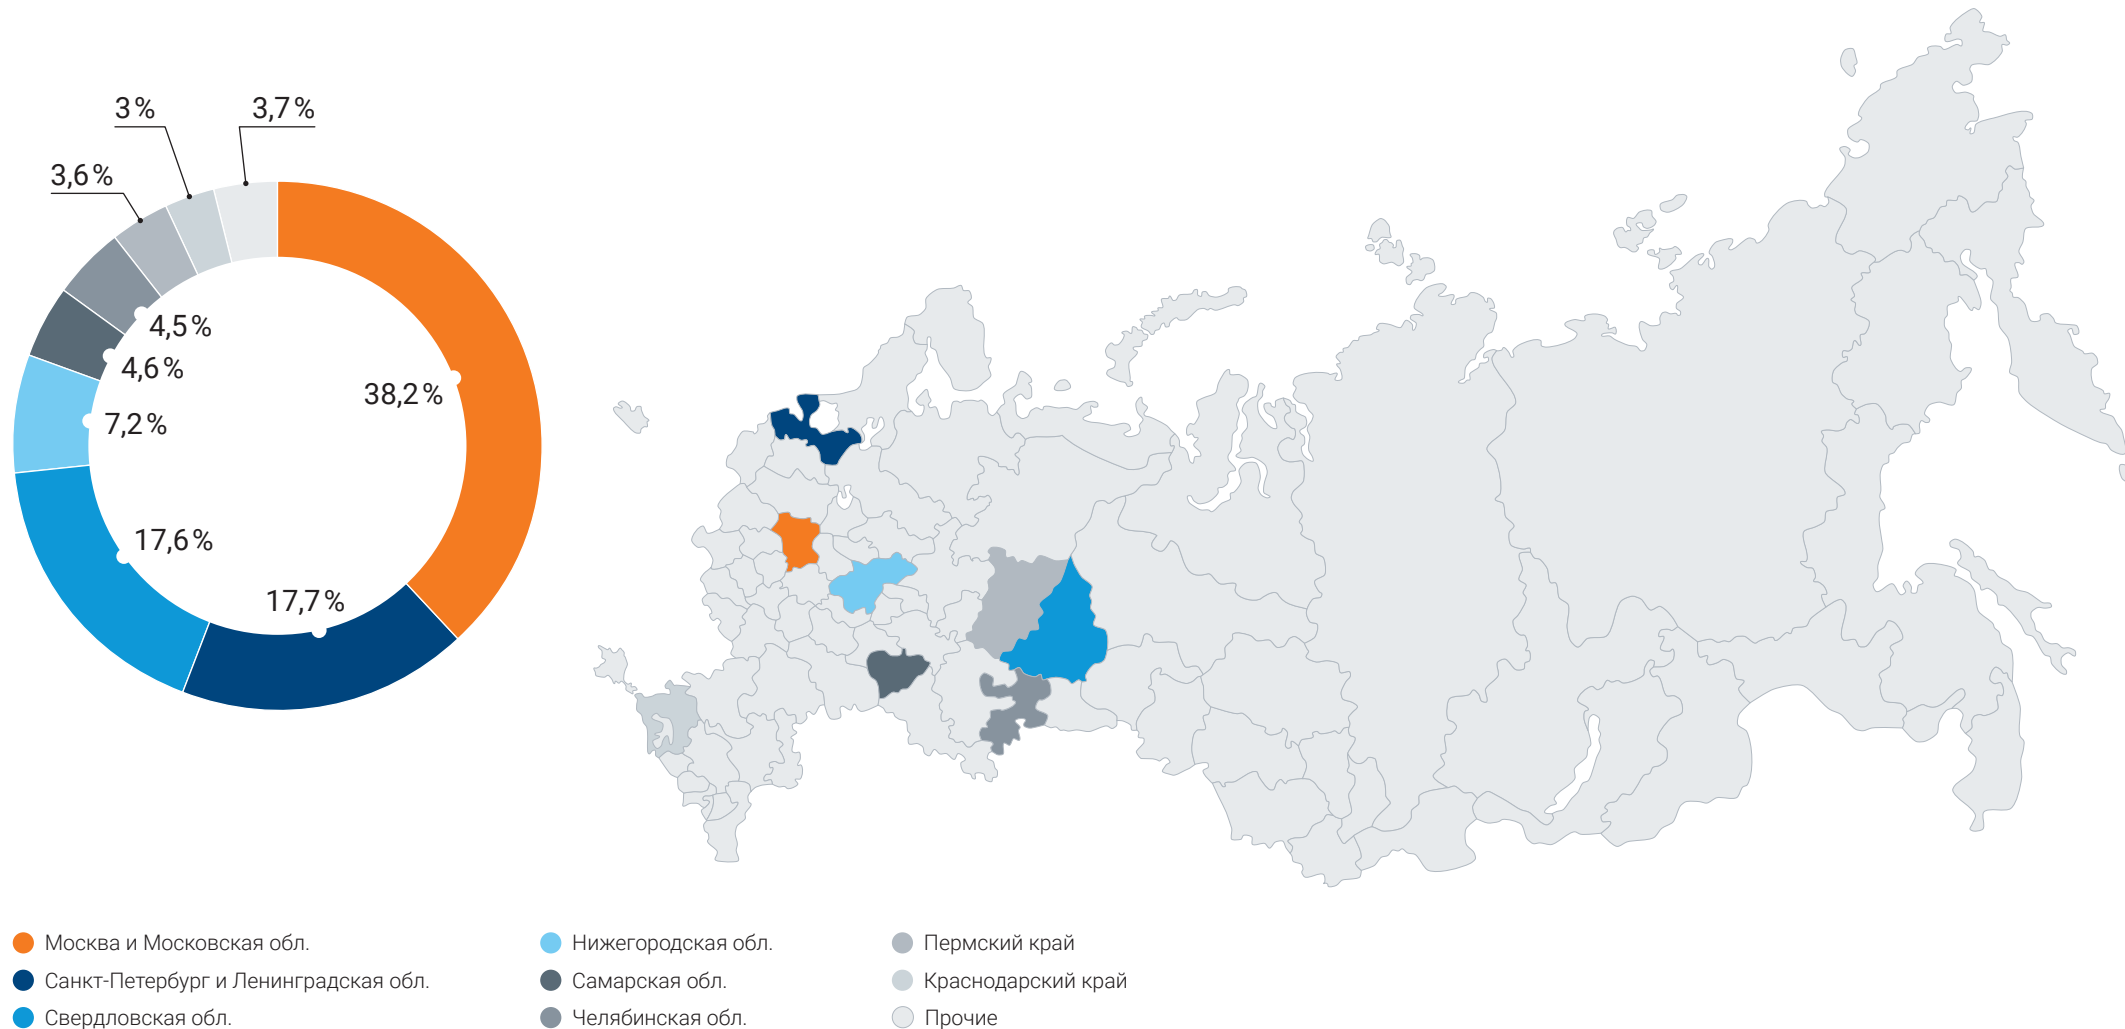 3 %
3,7 %
3,6 %
4,5 %
4,6 %
38,2 %
7,2 %
17,6 %
17,7 %
Москва и Московская обл.
Санкт-Петербург и Ленинградская обл.
Свердловская обл.
Нижегородская обл.
Самарская обл.
Челябинская обл.
Пермский край
Краснодарский край
Прочие